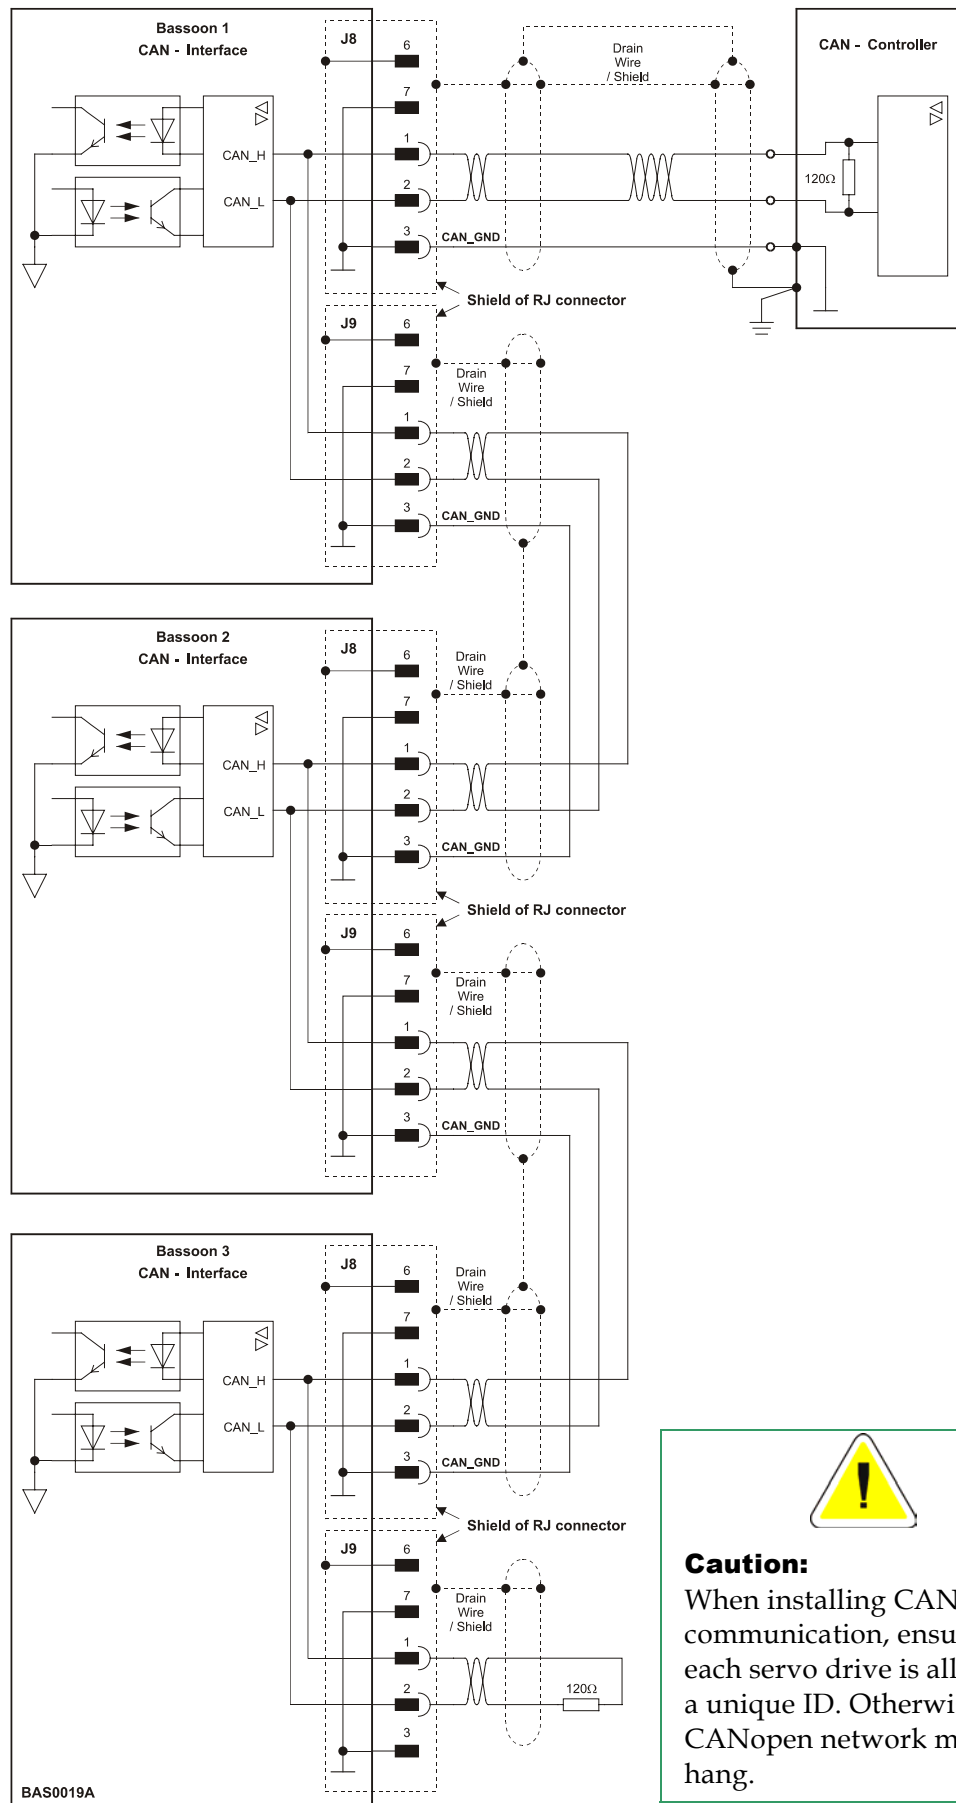 Bassoon 1
CAN - Interface
J8
6
7
1
2
3
CAN_H
CAN_L
CAN_GND
Drain
Wire
/ Shield
CAN - Controller
120Ω
Shield of RJ connector
J9
6
7
1
2
3
Drain
Wire
/ Shield
CAN_GND
Bassoon 2
CAN - Interface
J8
6
7
1
2
3
CAN_H
CAN_L
Drain
Wire
/ Shield
CAN_GND
Shield of RJ connector
J9
6
7
1
2
3
Drain
Wire
/ Shield
CAN_GND
Bassoon 3
CAN - Interface
J8
6
7
1
2
3
CAN_H
CAN_L
Drain
Wire
/ Shield
CAN_GND
Shield of RJ connector
J9
6
7
1
2
3
Drain
Wire
/ Shield
120Ω
BAS0019A
!
Caution:
When installing CAN
communication, ensu
each servo drive is all
a unique ID. Otherwi
CANopen network m
hang.